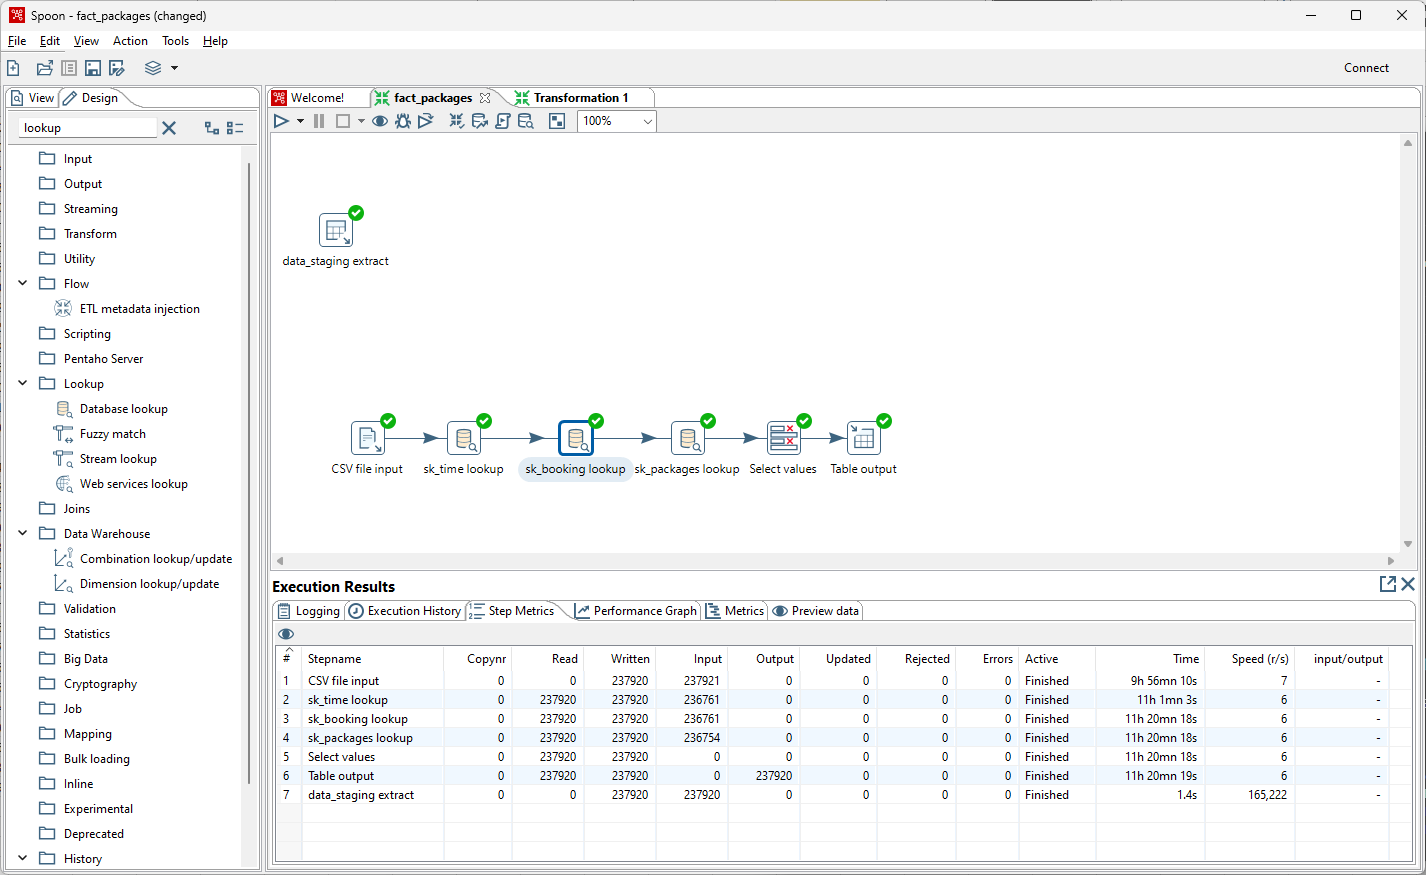 Spoon - fact_packages (changed)
File Edit View Action Tools Help
Connect
View Design
lookup
Input
Output
Streaming
Transform
Utility
Flow
ETL metadata injection
Scripting
Pentaho Server
Lookup
Database lookup
Fuzzy match
Stream lookup
Web services lookup
Joins
Data Warehouse
Combination lookup/update
Dimension lookup/update
Validation
Statistics
Big Data
Cryptography
Job
Mapping
Bulk loading
Inline
Experimental
Deprecated
History
Welcome! fact_packages Transformation 1
100%
data_staging extract
CSV file input sk_time lookup sk_booking lookup sk_packages lookup Select values Table output
Execution Results
Logging Execution History Step Metrics Performance Graph Metrics Preview data
# Stepname Copynr Read Written Input Output Updated Rejected Errors Active Time Speed (r/s) input/output
1 CSV file input 0 0 237920 237921 0 0 0 0 Finished 9h 56mn 10s 7 -
2 sk_time lookup 0 237920 237920 236761 0 0 0 0 Finished 11h 1mn 3s 6 -
3 sk_booking lookup 0 237920 237920 236761 0 0 0 0 Finished 11h 20mn 18s 6 -
4 sk_packages lookup 0 237920 237920 236754 0 0 0 0 Finished 11h 20mn 18s 6 -
5 Select values 0 237920 237920 0 0 0 0 0 Finished 11h 20mn 18s 6 -
6 Table output 0 237920 237920 0 237920 0 0 0 Finished 11h 20mn 19s 6 -
7 data_staging extract 0 0 237920 237920 0 0 0 0 Finished 1.4s 165,222 -